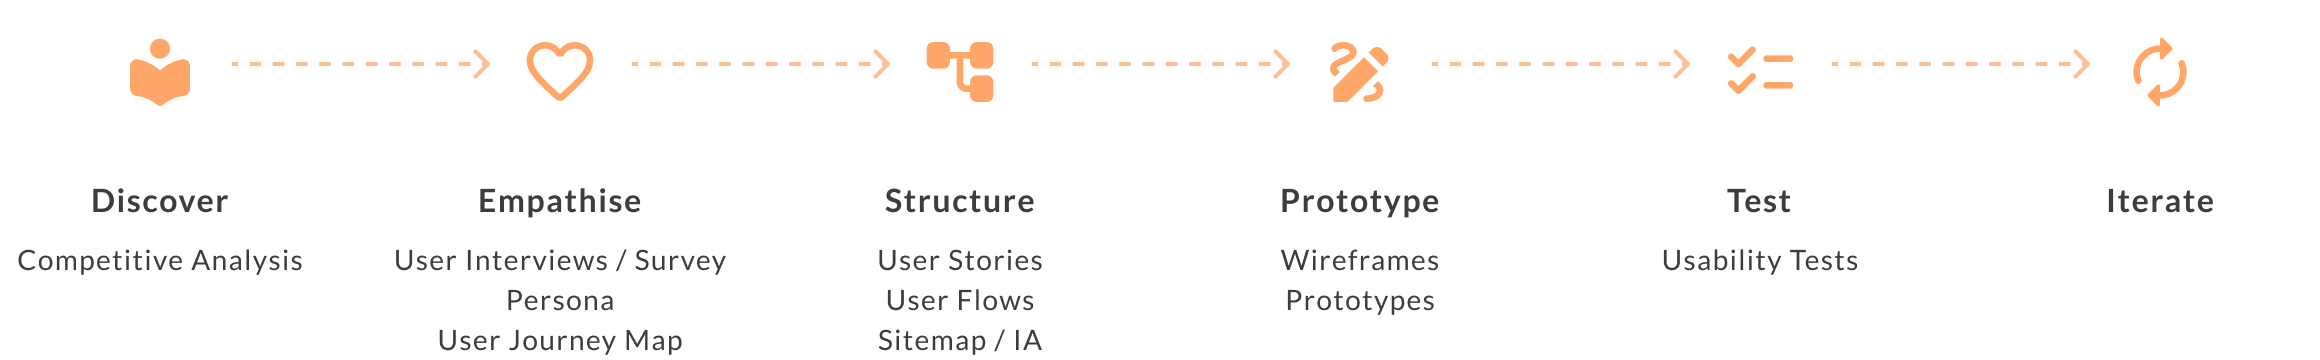 Discover
Competitive Analysis
Empathise
User Interviews / Survey
Persona
User Journey Map
Structure
User Stories
User Flows
Sitemap / IA
Prototype
Wireframes
Prototypes
Test
Usability Tests
Iterate